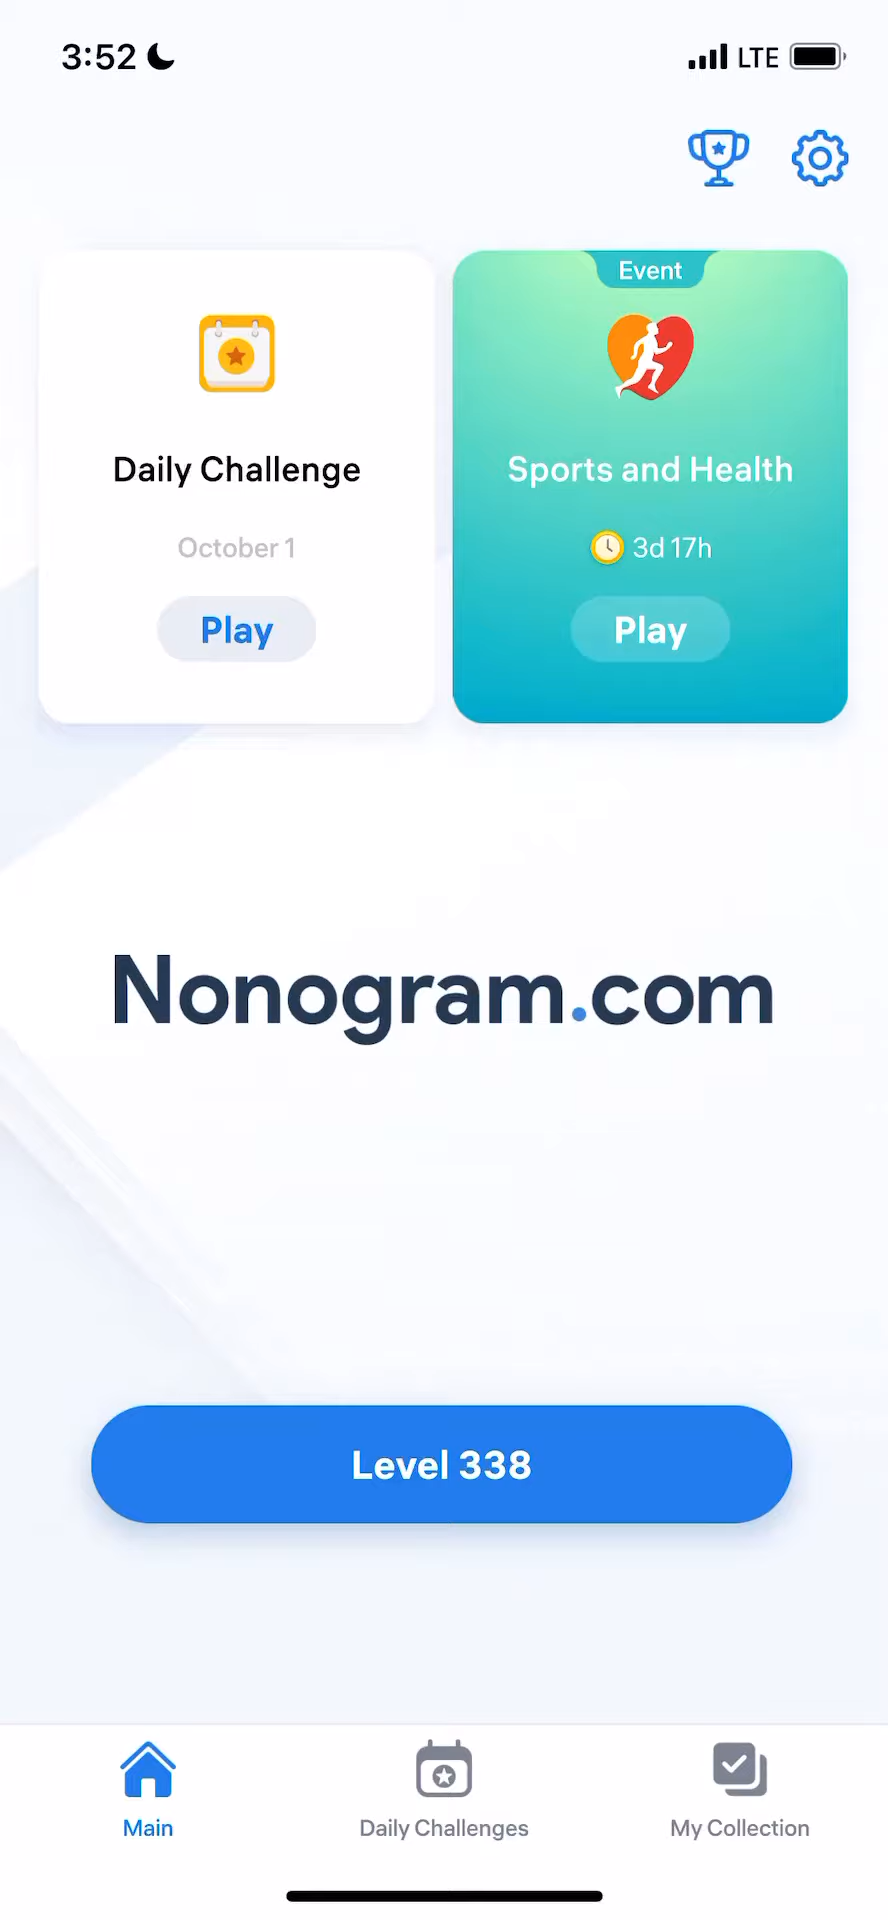 3:52
LTE
Event
Daily Challenge
October 1
Play
Sports and Health
3d 17h
Play
Nonogram.com
Level 338
Main
Daily Challenges
My Collection